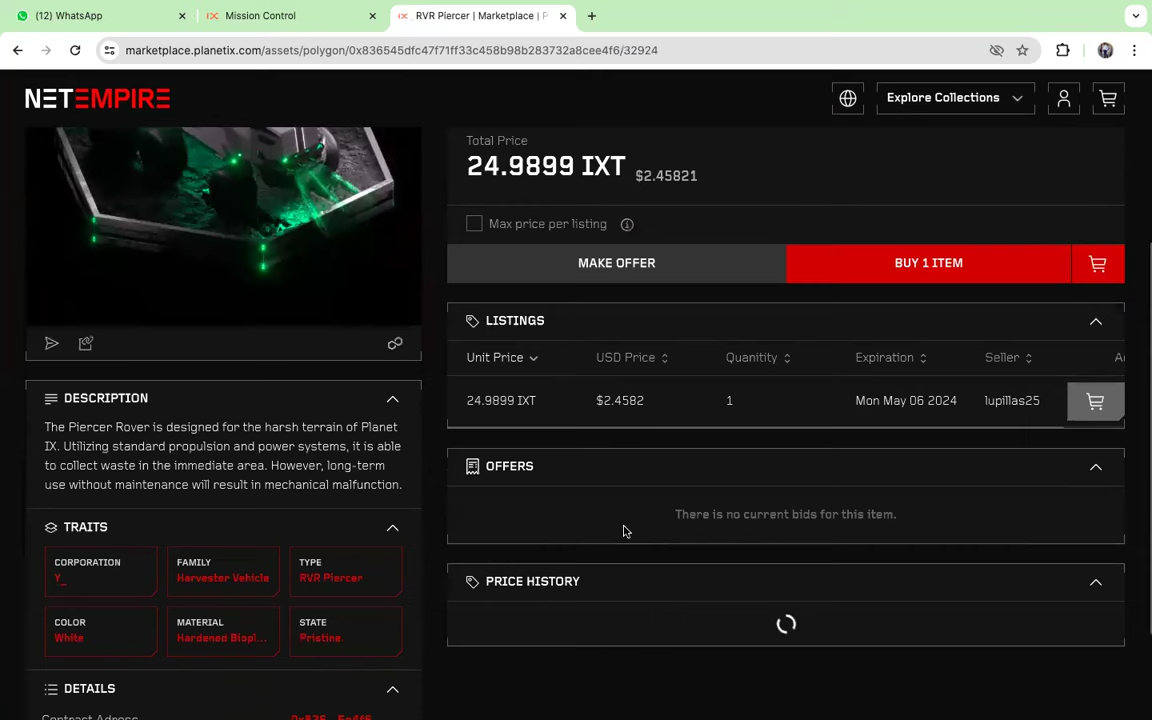 (12) WhatsApp
Mission Control
RVR Piercer | Marketplace | P
marketplace.planetix.com/assets/polygon/0x836545dfc47f71ff33c458b98b283732a8cee4f6/32924
NETEMPIRE
Explore Collections
Total Price
24.9899 IXT $2.45821
Max price per listing
MAKE OFFER
BUY 1 ITEM
LISTINGS
Unit Price USD Price Quanitity Expiration Seller A
24.9899 IXT $2.4582 1 Mon May 06 2024 lupillas25
OFFERS
There is no current bids for this item.
PRICE HISTORY
DESCRIPTION
The Piercer Rover is designed for the harsh terrain of Planet
IX. Utilizing standard propulsion and power systems, it is able
to collect waste in the immediate area. However, long-term
use without maintenance will result in mechanical malfunction.
TRAITS
CORPORATION
Y_
FAMILY
Harvester Vehicle
TYPE
RVR Piercer
COLOR
White
MATERIAL
Hardened Biopl...
STATE
Pristine
DETAILS